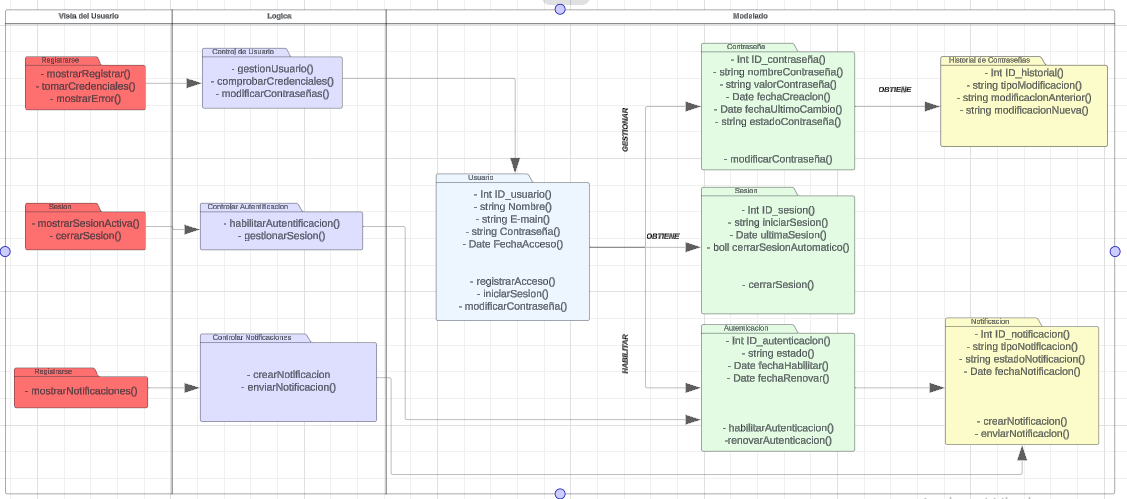 Vista del Usuario
Logica
Modelado
Registrarse
- mostrarRegistrar()
- tomarCredenciales()
- mostrarError()
Control de Usuario
- gestionUsuario()
- comprobarCredenciales()
- modificarContraseñas()
Sesion
- mostrarSesionActiva()
- cerrarSesion()
Controlar Autentificacion
- habilitarAutentificacion()
- gestionarSesion()
Registrarse
- mostrarNotificaciones()
Controlar Notificaciones
- crearNotificacion
- enviarNotificacion()
Usuario
- Int ID_usuario()
- string Nombre()
- string E-main()
- string Contraseña()
- Date FechaAcceso()
- registrarAcceso()
- iniciarSesion()
- modificarContraseña()
GESTIONAR
OBTIENE
HABILITAR
Contraseña
- Int ID_contraseña()
- string nombreContraseña()
- string valorContraseña()
- Date fechaCreacion()
- Date fechaUltimoCambio()
- string estadoContraseña()
- modificarContraseña()
OBTIENE
Historial de Contraseñas
- Int ID_historial()
- string tipoModificacion()
- string modificacionAnterior()
- string modificacionNueva()
Sesion
- Int ID_sesion()
- string iniciarSesion()
- Date ultimaSesion()
- boll cerrarSesionAutomatico()
- cerrarSesion()
Autenticacion
- Int ID_autenticacion()
- string estado()
- Date fechaHabilitar()
- Date fechaRenovar()
- habilitarAutenticacion()
-renovarAutenticacion()
Notificacion
- Int ID_notificacion()
- string tipoNotificacion()
- string estadoNotificacion()
- Date fechaNotificacion()
- crearNotificacion()
- enviarNotificacion()